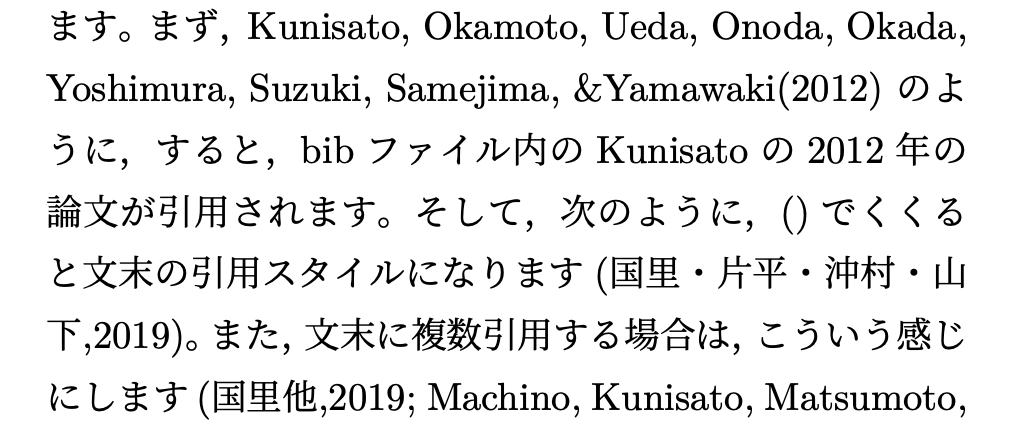 ます。まず, Kunisato, Okamoto, Ueda, Onoda, Okada,
Yoshimura, Suzuki, Samejima, &Yamawaki(2012) のよ
うに，すると，bib ファイル内の Kunisato の 2012 年の
論文が引用されます。そして，次のように，() でくくる
と文末の引用スタイルになります (国里・片平・沖村・山
下,2019)。また, 文末に複数引用する場合は, こういう感じ
にします (国里他,2019; Machino, Kunisato, Matsumoto,